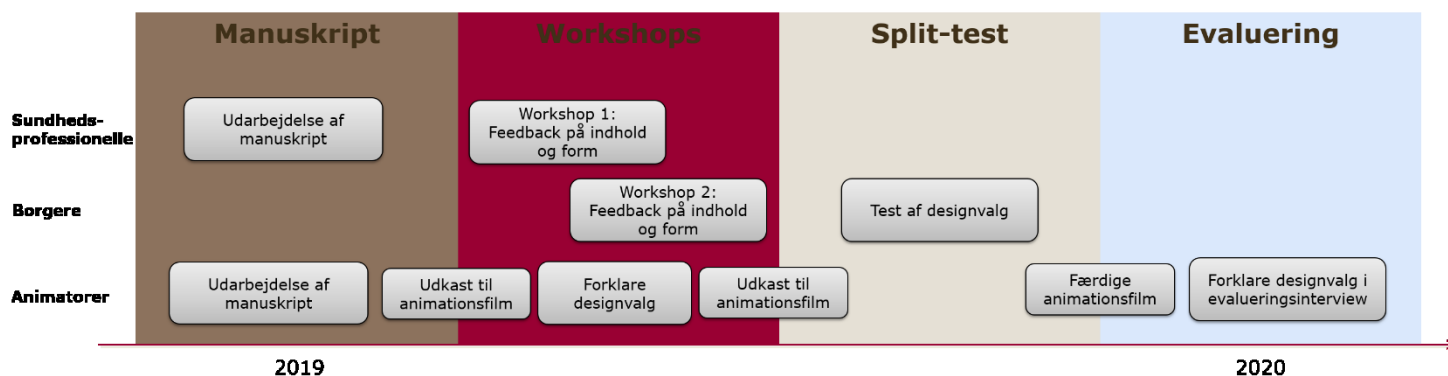 Manuskript
Workshops
Split-test
Evaluering
Sundheds-
professionelle
Udarbejdelse af
manuskript
Workshop 1:
Feedback på indhold
og form
Borgere
Workshop 2:
Feedback på indhold
og form
Test af designvalg
Animatorer
Udarbejdelse af
manuskript
Udkast til
animationsfilm
Forklare
designvalg
Udkast til
animationsfilm
Færdige
animationsfilm
Forklare designvalg i
evalueringsinterview
2019
2020